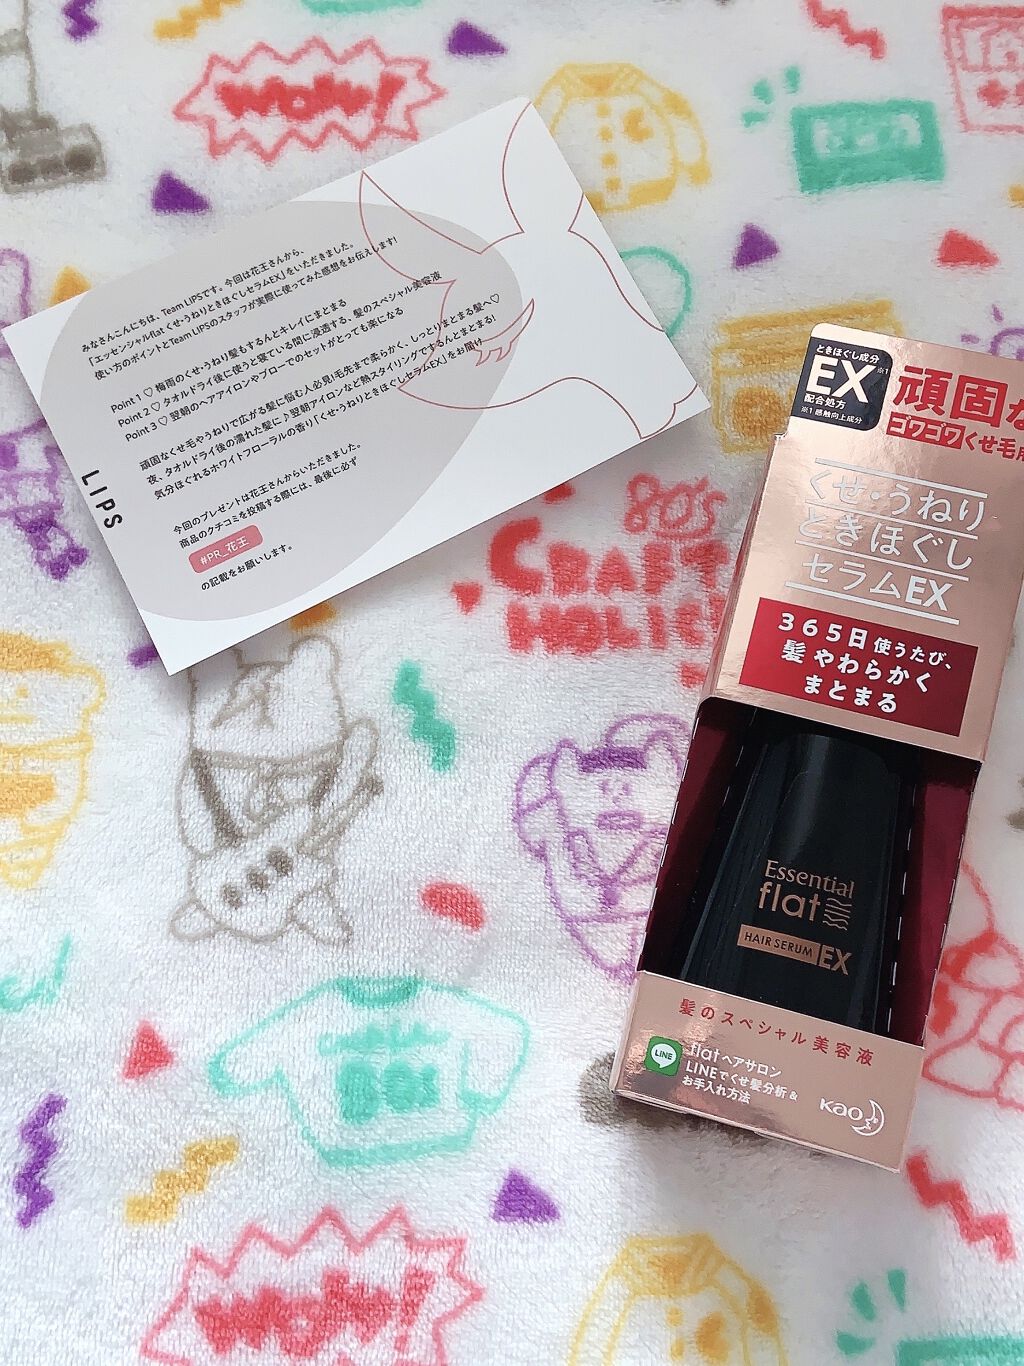 WOW!
みなさんこんにちは、Team LIPSです。今回は花王さんから、
「エッセンシャルflat くせ・うねりときほぐしセラムEX」をいただきました。
使い方のポイントとTeam LIPSのスタッフが実際に使ってみた感想をお伝えします!
Point 1 ♡ 梅雨のくせ・うねり髪もするんとキレイにまとまる
Point 2 ♡ タオルドライ後に使うと寝ている間に浸透する、髪のスペシャル美容液
Point 3 ♡ 翌朝のヘアアイロンやブローでのセットがとっても楽になる
頑固なくせ毛やうねりで広がる髪に悩む人必見!毛先まで柔らかく、しっとりまとまる髪へ♡
夜、タオルドライ後の濡れた髪に♪翌朝アイロンなど熱スタイリングでするんとまとまる!
気分ほぐれるホワイトフローラルの香り「くせ・うねりときほぐしセラムEX」をお届け
今回のプレゼントは花王さんからいただきました。
商品のクチコミを投稿する際には、最後に必ず
#PR_花王
の記載をお願いします。
LIPS
80's
CRAFT
HOLIC
ときほぐし成分
EX ※1
配合処方
※1 感触向上成分
頑固な
ゴワゴワくせ毛用
くせ・うねり
ときほぐし
セラムEX
365日使うたび、
髪やわらかく
まとまる
Essential
flat
HAIR SERUM EX
髪のスペシャル美容液
LINE
flatヘアサロン
LINEでくせ髪分析&
お手入れ方法
Kao
WOW!